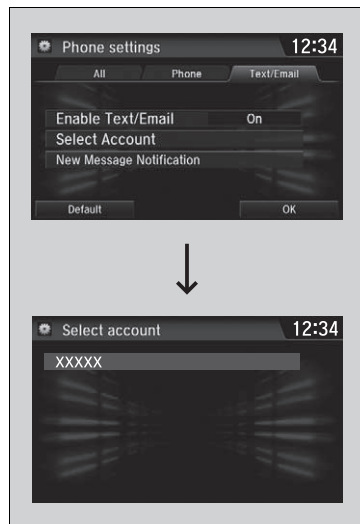 Phone settings 12:34
All Phone Text/Email
Enable Text/Email On
Select Account
New Message Notification
Default OK
Select account 12:34
XXXXX